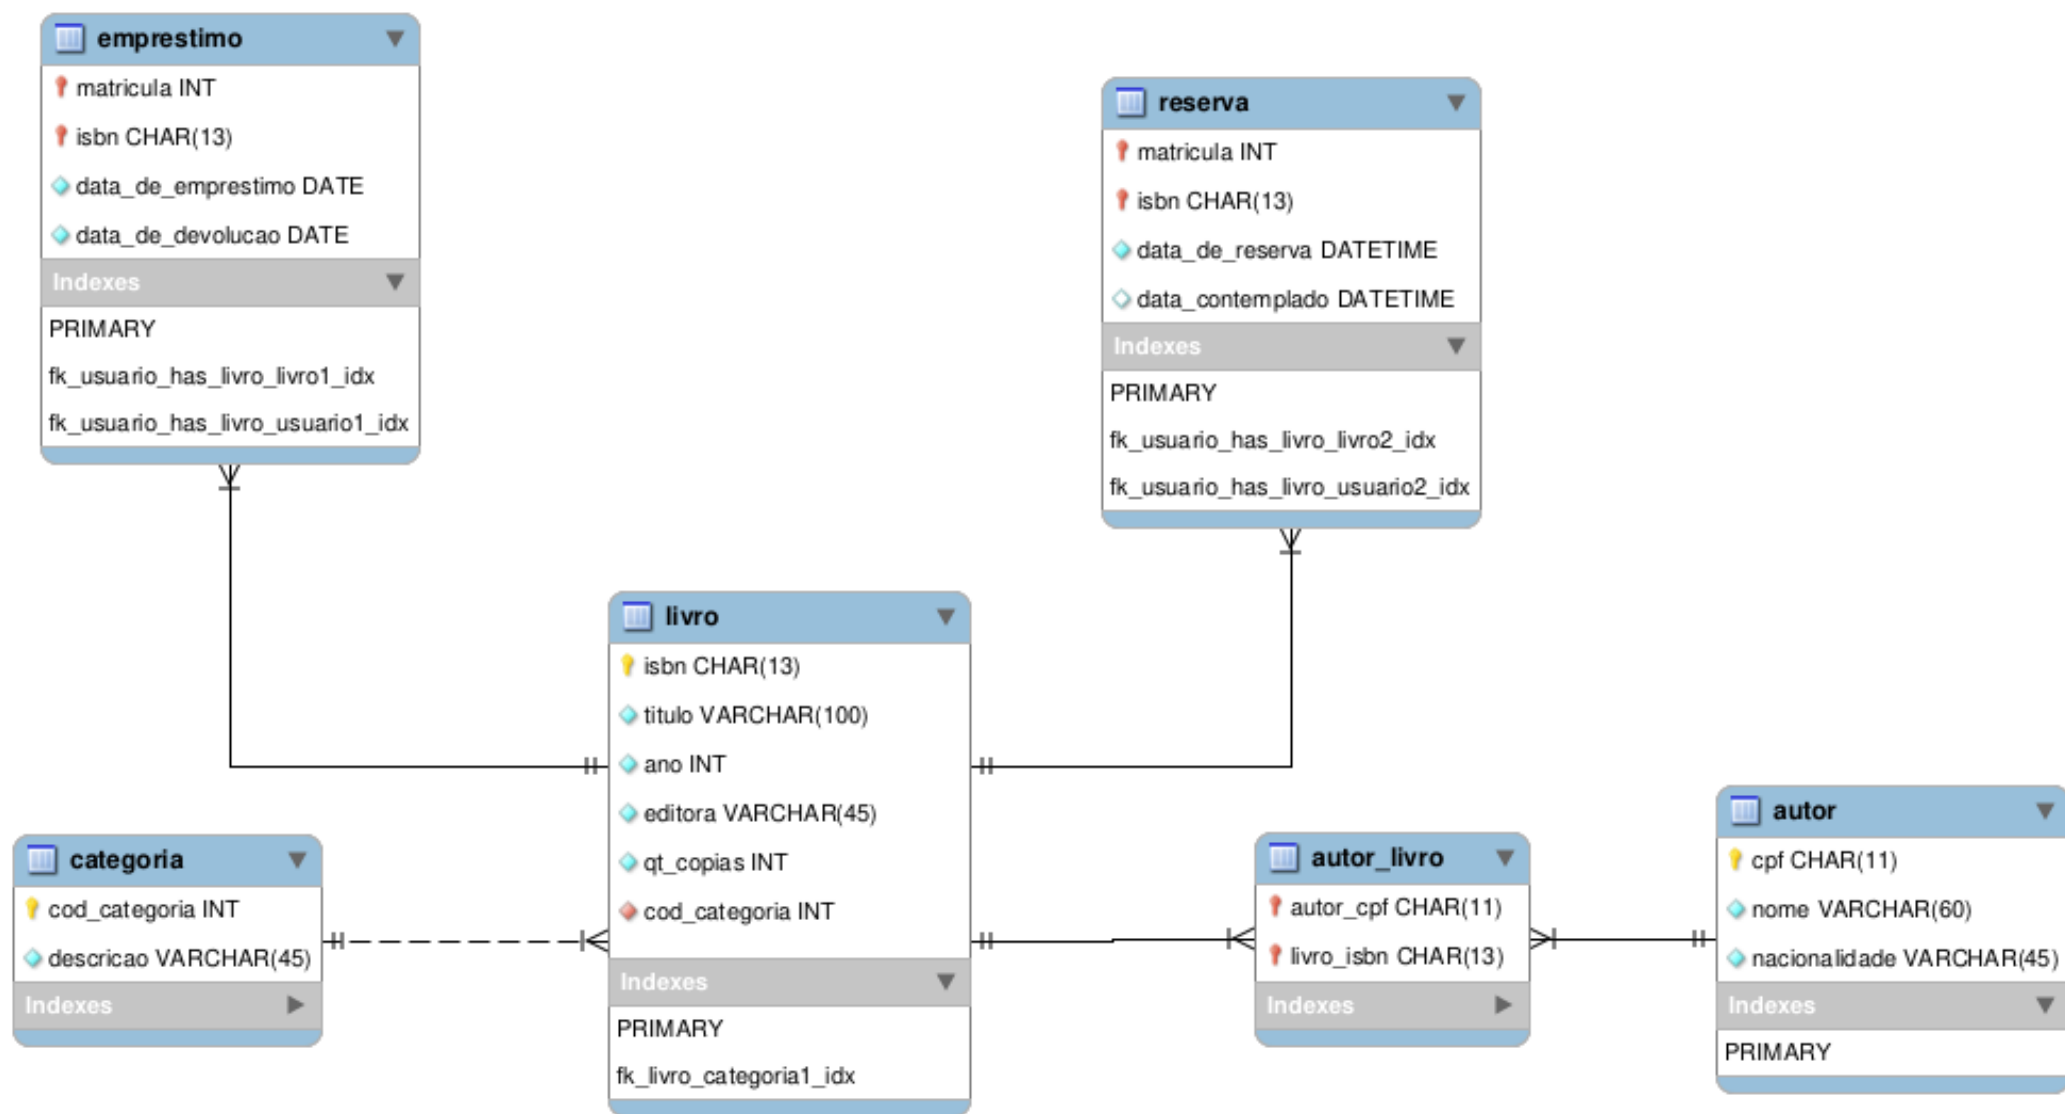 emprestimo
matricula INT
isbn CHAR(13)
data_de_emprestimo DATE
data_de_devolucao DATE
Indexes
PRIMARY
fk_usuario_has_livro_livro1_idx
fk_usuario_has_livro_usuario1_idx
reserva
matricula INT
isbn CHAR(13)
data_de_reserva DATETIME
data_contemplado DATETIME
Indexes
PRIMARY
fk_usuario_has_livro_livro2_idx
fk_usuario_has_livro_usuario2_idx
livro
isbn CHAR(13)
titulo VARCHAR(100)
ano INT
editora VARCHAR(45)
qt_copias INT
cod_categoria INT
Indexes
PRIMARY
fk_livro_categoria1_idx
categoria
cod_categoria INT
descricao VARCHAR(45)
Indexes
autor_livro
autor_cpf CHAR(11)
livro_isbn CHAR(13)
Indexes
autor
cpf CHAR(11)
nome VARCHAR(60)
nacionalidade VARCHAR(45)
Indexes
PRIMARY